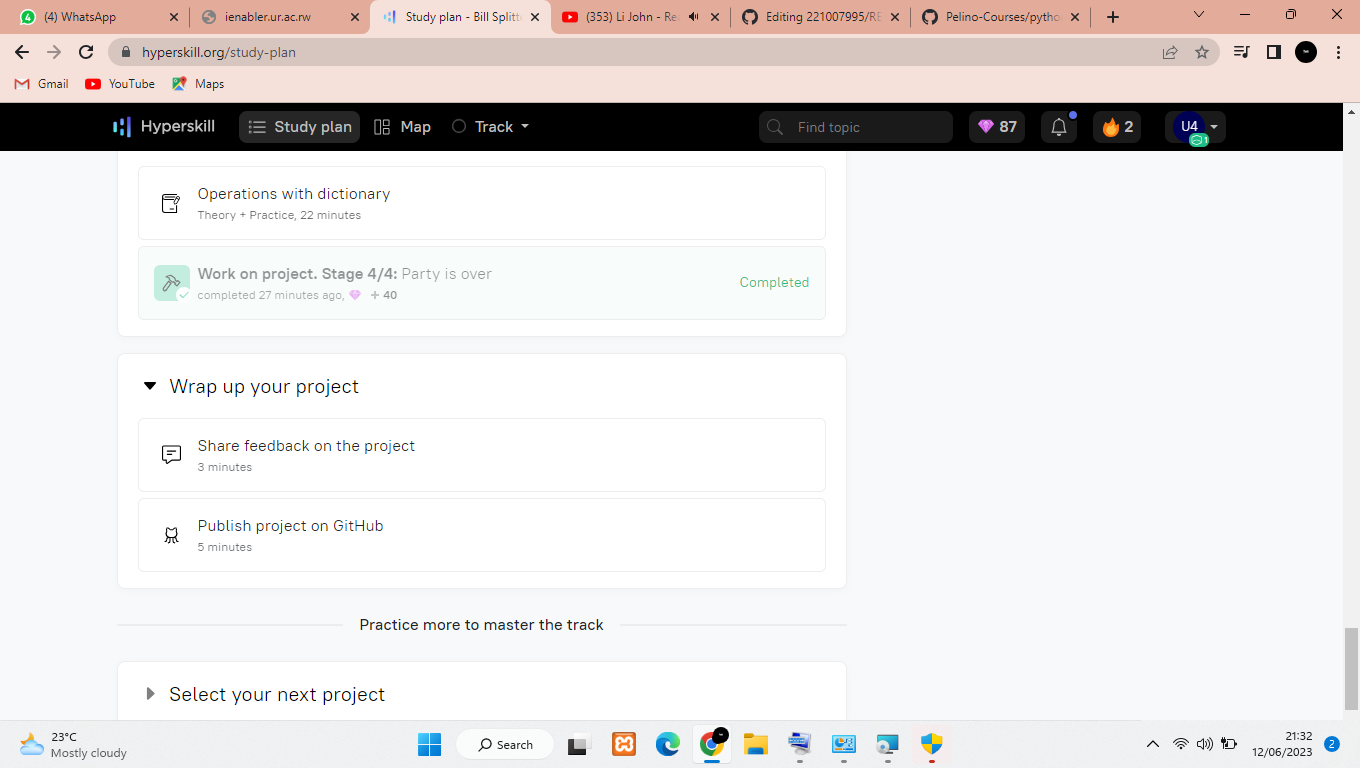 (4) WhatsApp
ienabler.ur.ac.rw
Study plan - Bill Splitte
(353) Li John - Re
Editing 221007995/RE
Pelino-Courses/pytho
hyperskill.org/study-plan
Gmail
YouTube
Maps
Hyperskill
Study plan
Map
Track
Find topic
87
2
U4
1
Operations with dictionary
Theory + Practice, 22 minutes
Work on project. Stage 4/4: Party is over
completed 27 minutes ago, + 40
Completed
Wrap up your project
Share feedback on the project
3 minutes
Publish project on GitHub
5 minutes
Practice more to master the track
Select your next project
23°C
Mostly cloudy
Search
21:32
12/06/2023
2